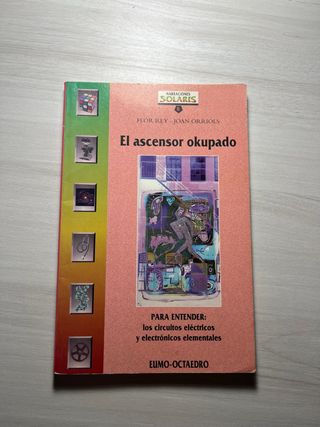 NARRACIONES
SOLARIS
FLOR REY - JOAN ORRIOLS
El ascensor okupado
PARA ENTENDER:
los circuitos eléctricos
y electrónicos elementales
EUMO-OCTAEDRO